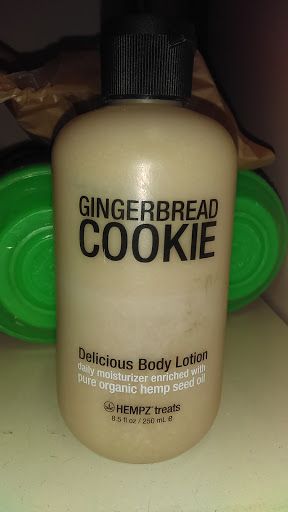 GINGERBREAD
COOKIE
Delicious Body Lotion
daily moisturizer enriched with
pure organic hemp seed oil
HEMPZ treats
8.5 fl oz / 250 mL e